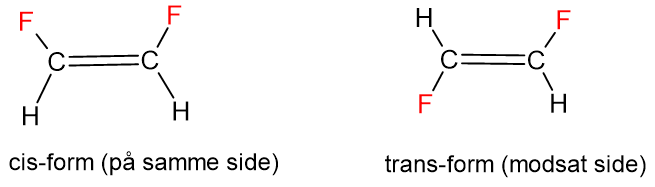 F F
C C
H H
cis-form (på samme side)
H F
C C
F H
trans-form (modsat side)